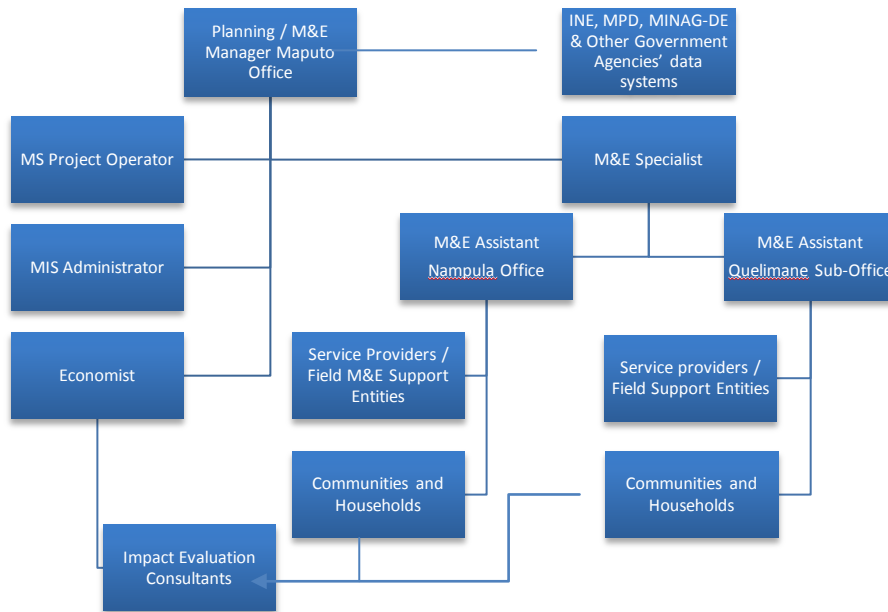 Planning / M&E
Manager Maputo
Office
INE, MPD, MINAG-DE
& Other Government
Agencies' data
systems
MS Project Operator
M&E Specialist
MIS Administrator
M&E Assistant
Nampula Office
M&E Assistant
Quelimane Sub-Office
Economist
Service Providers /
Field M&E Support
Entities
Service providers /
Field Support Entities
Communities and
Households
Communities and
Households
Impact Evaluation
Consultants